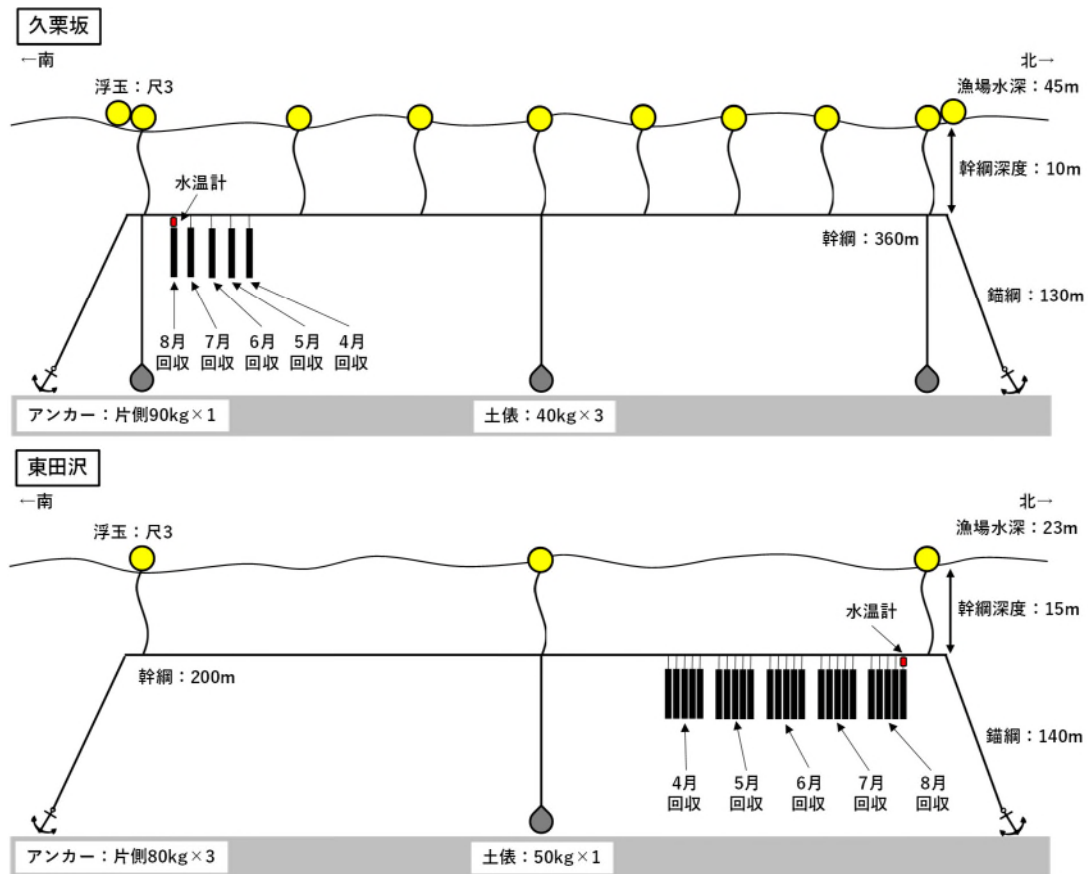 久栗坂
←南
北→
浮玉：尺3
漁場水深：45m
水温計
幹綱深度：10m
幹綱：360m
錨綱：130m
8月 7月 6月 5月 4月
回収 回収 回収 回収 回収
アンカー：片側90kg×1
土俵：40kg×3
東田沢
←南
北→
浮玉：尺3
漁場水深：23m
水温計
幹綱深度：15m
幹綱：200m
錨綱：140m
4月 5月 6月 7月 8月
回収 回収 回収 回収 回収
アンカー：片側80kg×3
土俵：50kg×1